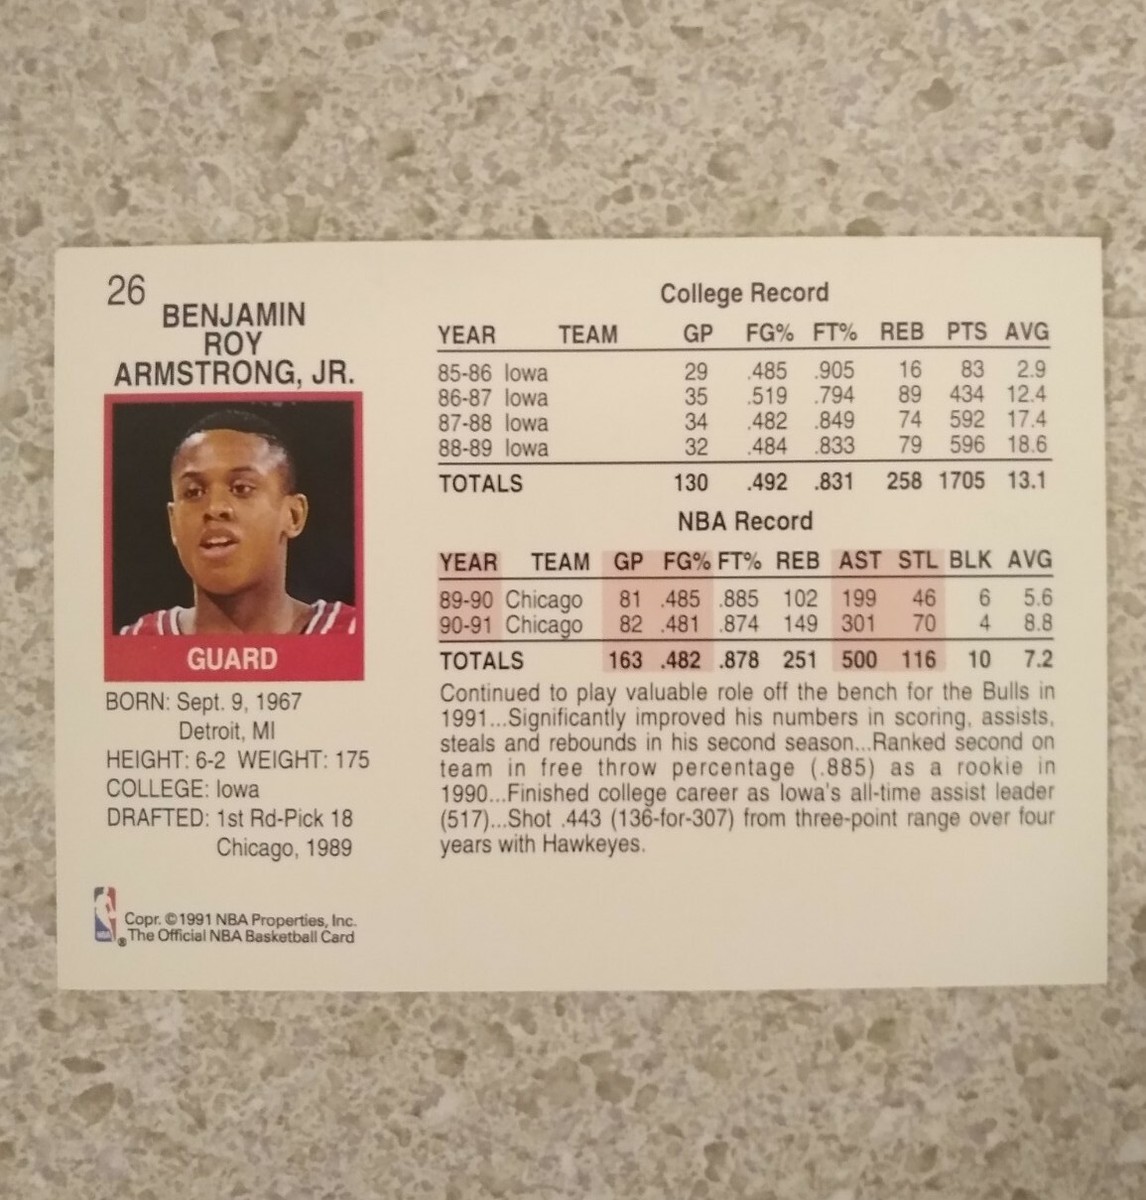 26
BENJAMIN
ROY
ARMSTRONG, JR.
GUARD
BORN: Sept. 9, 1967
Detroit, MI
HEIGHT: 6-2 WEIGHT: 175
COLLEGE: Iowa
DRAFTED: 1st Rd-Pick 18
Chicago, 1989
NBA
®
Copr. ©1991 NBA Properties, Inc.
The Official NBA Basketball Card
College Record
YEAR TEAM GP FG% FT% REB PTS AVG
85-86 Iowa 29 .485 .905 16 83 2.9
86-87 Iowa 35 .519 .794 89 434 12.4
87-88 Iowa 34 .482 .849 74 592 17.4
88-89 Iowa 32 .484 .833 79 596 18.6
TOTALS 130 .492 .831 258 1705 13.1
NBA Record
YEAR TEAM GP FG% FT% REB AST STL BLK AVG
89-90 Chicago 81 .485 .885 102 199 46 6 5.6
90-91 Chicago 82 .481 .874 149 301 70 4 8.8
TOTALS 163 .482 .878 251 500 116 10 7.2
Continued to play valuable role off the bench for the Bulls in
1991...Significantly improved his numbers in scoring, assists,
steals and rebounds in his second season...Ranked second on
team in free throw percentage (.885) as a rookie in
1990...Finished college career as Iowa's all-time assist leader
(517)...Shot .443 (136-for-307) from three-point range over four
years with Hawkeyes.